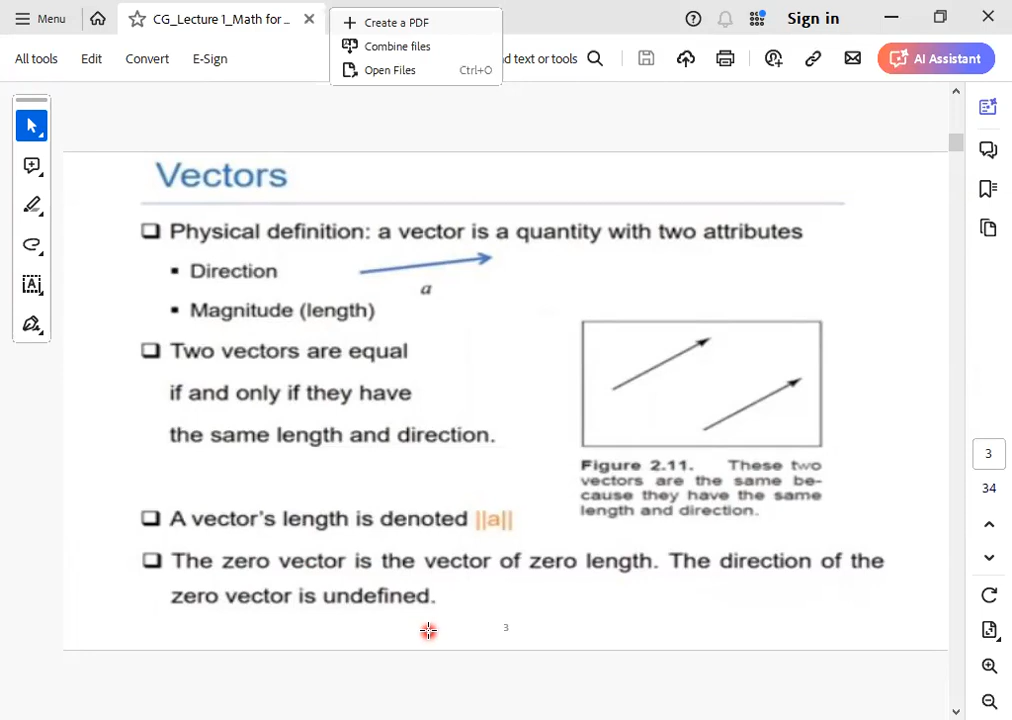 Menu
CG_Lecture 1_Math for ...
Create a PDF
Sign in
Combine files
Open Files Ctrl+O
All tools Edit Convert E-Sign
nd text or tools
AI Assistant
Vectors
❑ Physical definition: a vector is a quantity with two attributes
▪ Direction
a
▪ Magnitude (length)
❑ Two vectors are equal
if and only if they have
the same length and direction.
Figure 2.11. These two
vectors are the same be-
cause they have the same
length and direction.
❑ A vector's length is denoted ||a||
❑ The zero vector is the vector of zero length. The direction of the
zero vector is undefined.
3
3
34